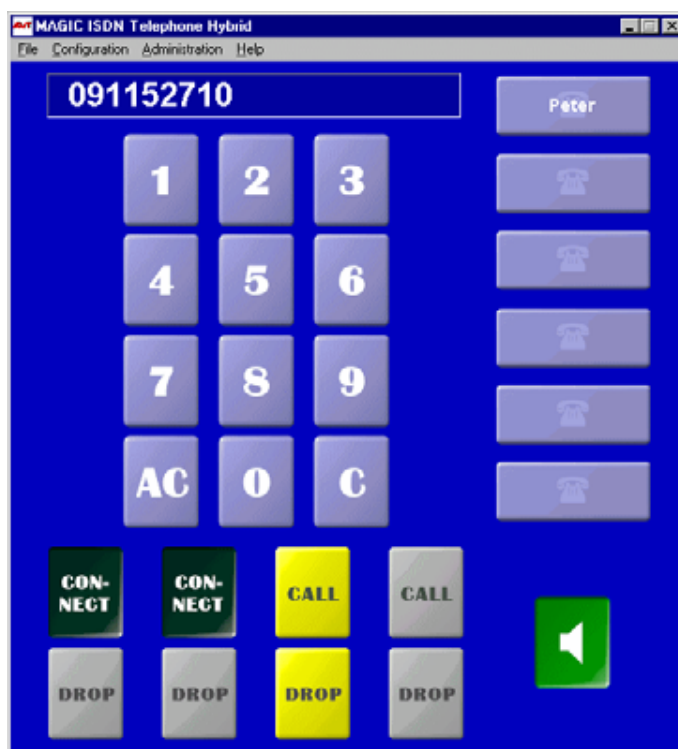 AVT MAGIC ISDN Telephone Hybrid
File Configuration Administration Help
091152710
Peter
1 2 3
4 5 6
7 8 9
AC 0 C
CON-
NECT
CON-
NECT
CALL
CALL
DROP DROP DROP DROP